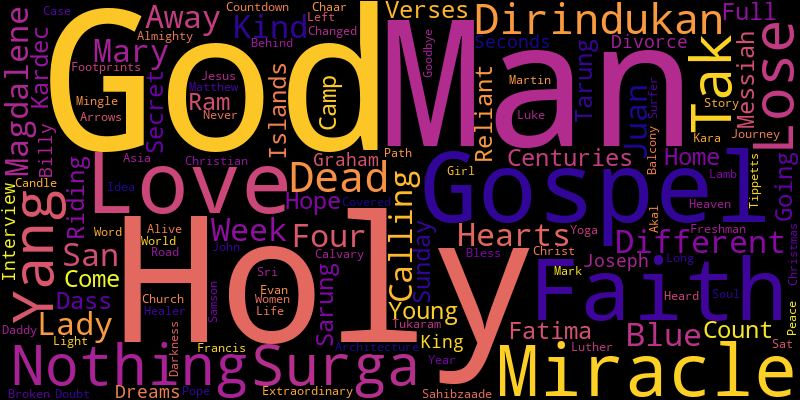 Case
Countdown
Chaar
Left
Verses
Full
Away
Kind
Dirindukan
God
Man
Magdalene
Kardec
Mary
Almighty
Changed
Behind
Goodbye
Seconds
Tarung
Divorce
Tak
Messiah
Lose
Footprints
Secret
Jesus
Matthew
Islands
Camp
Reliant
Martin
Juan
Surfer
Story
Mingle
Arrows
Ram
Never
Luke
Balcony
Kara
Journey
Billy
Riding
Asia
Christian
Graham
Path
Centuries
Home
Going
Candle
Idea
Love
Dead
Girl
Gospel
Lamb
Tippetts
Interview
Yang
Hope
Covered
Calling
Heaven
Word
Alive
World
Road
Week
John
Four
Calvary
Sunday
Hearts
Yoga
Akal
Freshman
Different
Christmas
San
Holy
Bless
Christ
Joseph
Long
Come
Sri
Sarung
Mark
Faith
Heard
Soul
Dass
Church
Healer
Samson
Evan
Women
Life
Young
Tukaram
Fatima
Blue
Count
Peace
Daddy
Lady
Light
Darkness
Francis
Architecture
King
Year
Luther
Sat
Nothing
Surga
Miracle
Broken
Doubt
Dreams
Pope
Extraordinary
Sahibzaade